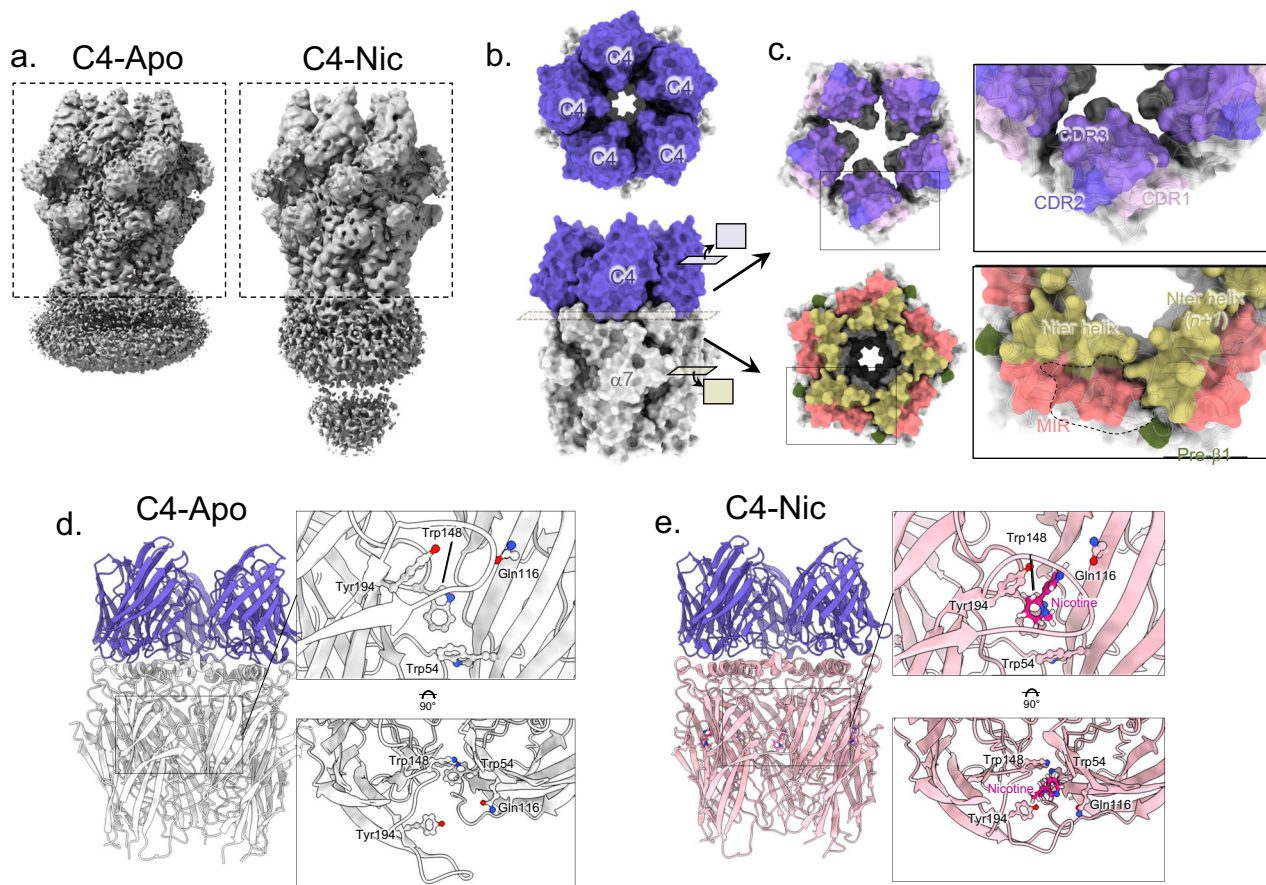 a.
C4-Apo
C4-Nic
b.
C4
C4
C4
C4
C4
C4
α7
c.
CDR3
CDR2
CDR1
Nter helix
Nter helix
(n+1)
MIR
Pre-β1
d.
C4-Apo
Trp148
Gln116
Tyr194
Trp54
90°
Trp148
Trp54
Gln116
Tyr194
e.
C4-Nic
Trp148
Gln116
Tyr194
Nicotine
Trp54
90°
Trp148
Trp54
Nicotine
Gln116
Tyr194